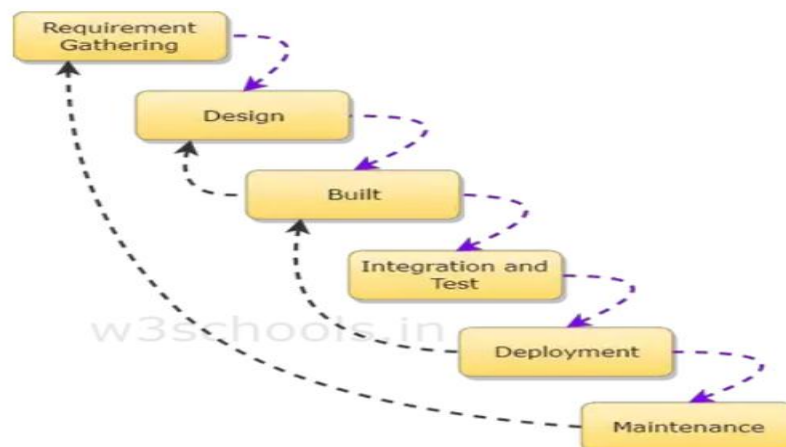 Requirement
Gathering
Design
Built
Integration and
Test
w3schools.in
Deployment
Maintenance